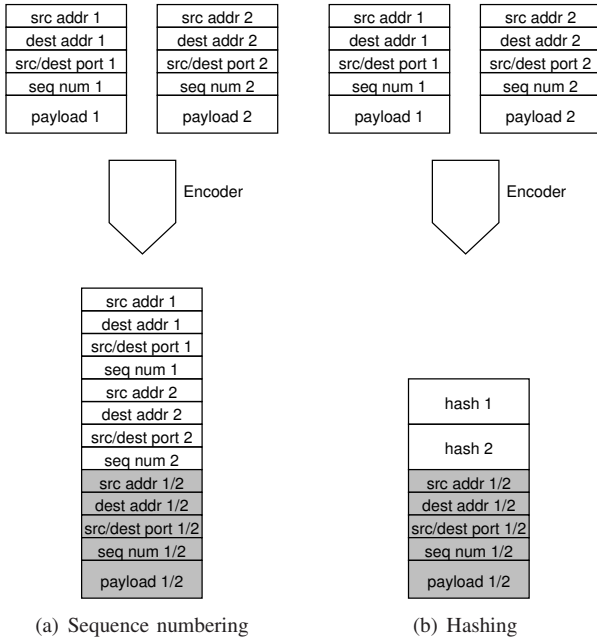 src addr 1
dest addr 1
src/dest port 1
seq num 1
payload 1
src addr 2
dest addr 2
src/dest port 2
seq num 2
payload 2
Encoder
src addr 1
dest addr 1
src/dest port 1
seq num 1
src addr 2
dest addr 2
src/dest port 2
seq num 2
src addr 1/2
dest addr 1/2
src/dest port 1/2
seq num 1/2
payload 1/2
(a) Sequence numbering
src addr 1
dest addr 1
src/dest port 1
seq num 1
payload 1
src addr 2
dest addr 2
src/dest port 2
seq num 2
payload 2
Encoder
hash 1
hash 2
src addr 1/2
dest addr 1/2
src/dest port 1/2
seq num 1/2
payload 1/2
(b) Hashing